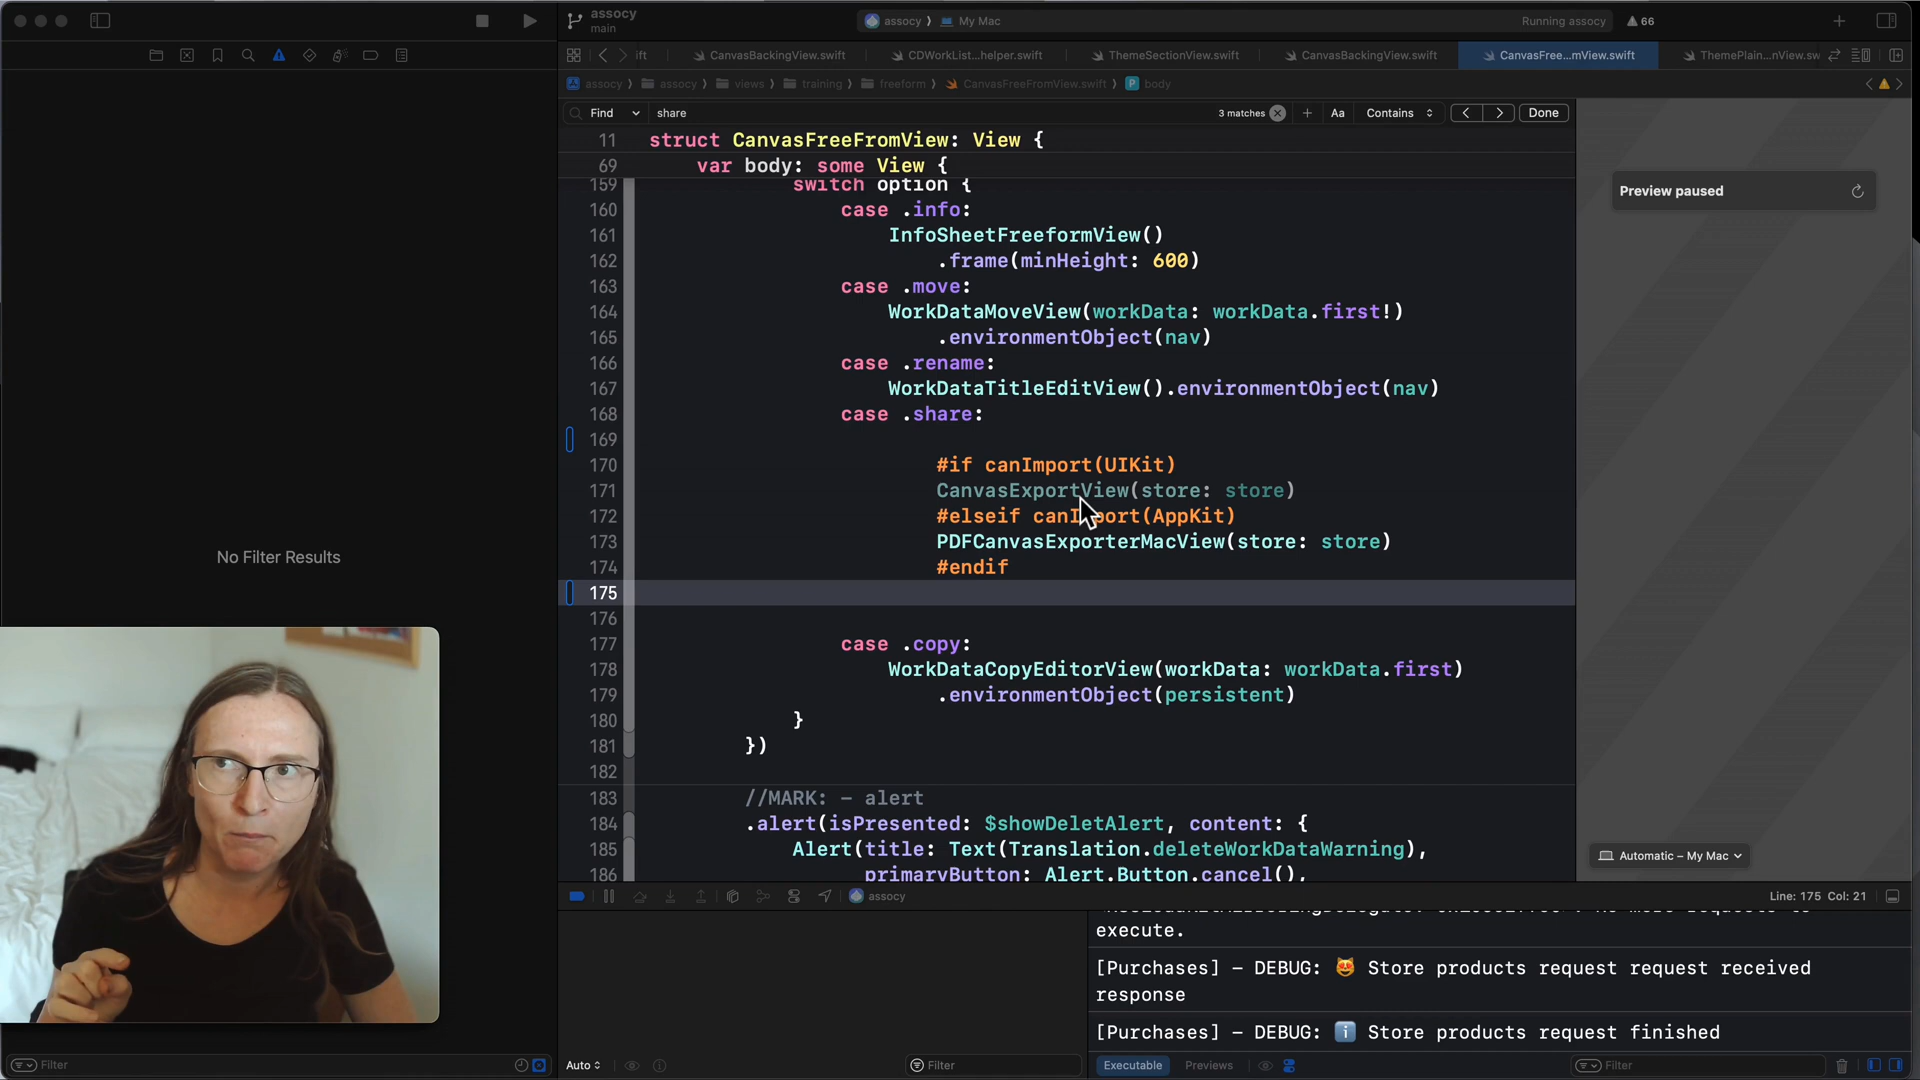 assocy
main
assocy ⟩ My Mac
Running assocy
66
ift
CanvasBackingView.swift
CDWorkList...helper.swift
ThemeSectionView.swift
CanvasBackingView.swift
CanvasFree...mView.swift
ThemePlain...nView.sw
assocy ⟩ assocy ⟩ views ⟩ training ⟩ freeform ⟩ CanvasFreeFromView.swift ⟩ P body
Find share 3 matches + Aa Contains Done
11 struct CanvasFreeFromView: View {
69 var body: some View {
159 switch option {
160 case .info:
161 InfoSheetFreeformView()
162 .frame(minHeight: 600)
163 case .move:
164 WorkDataMoveView(workData: workData.first!)
165 .environmentObject(nav)
166 case .rename:
167 WorkDataTitleEditView().environmentObject(nav)
168 case .share:
169
170 #if canImport(UIKit)
171 CanvasExportView(store: store)
172 #elseif canImport(AppKit)
173 PDFCanvasExporterMacView(store: store)
174 #endif
175
176
177 case .copy:
178 WorkDataCopyEditorView(workData: workData.first)
179 .environmentObject(persistent)
180 }
181 })
182
183 //MARK: - alert
184 .alert(isPresented: $showDeletAlert, content: {
185 Alert(title: Text(Translation.deleteWorkDataWarning),
186 primaryButton: Alert.Button.cancel(),
Preview paused
No Filter Results
Automatic – My Mac
assocy
Line: 175 Col: 21
execute.
[Purchases] - DEBUG: 😻 Store products request request received
response
[Purchases] - DEBUG: ℹ️ Store products request finished
Filter
Auto
Filter
Executable
Previews
Filter